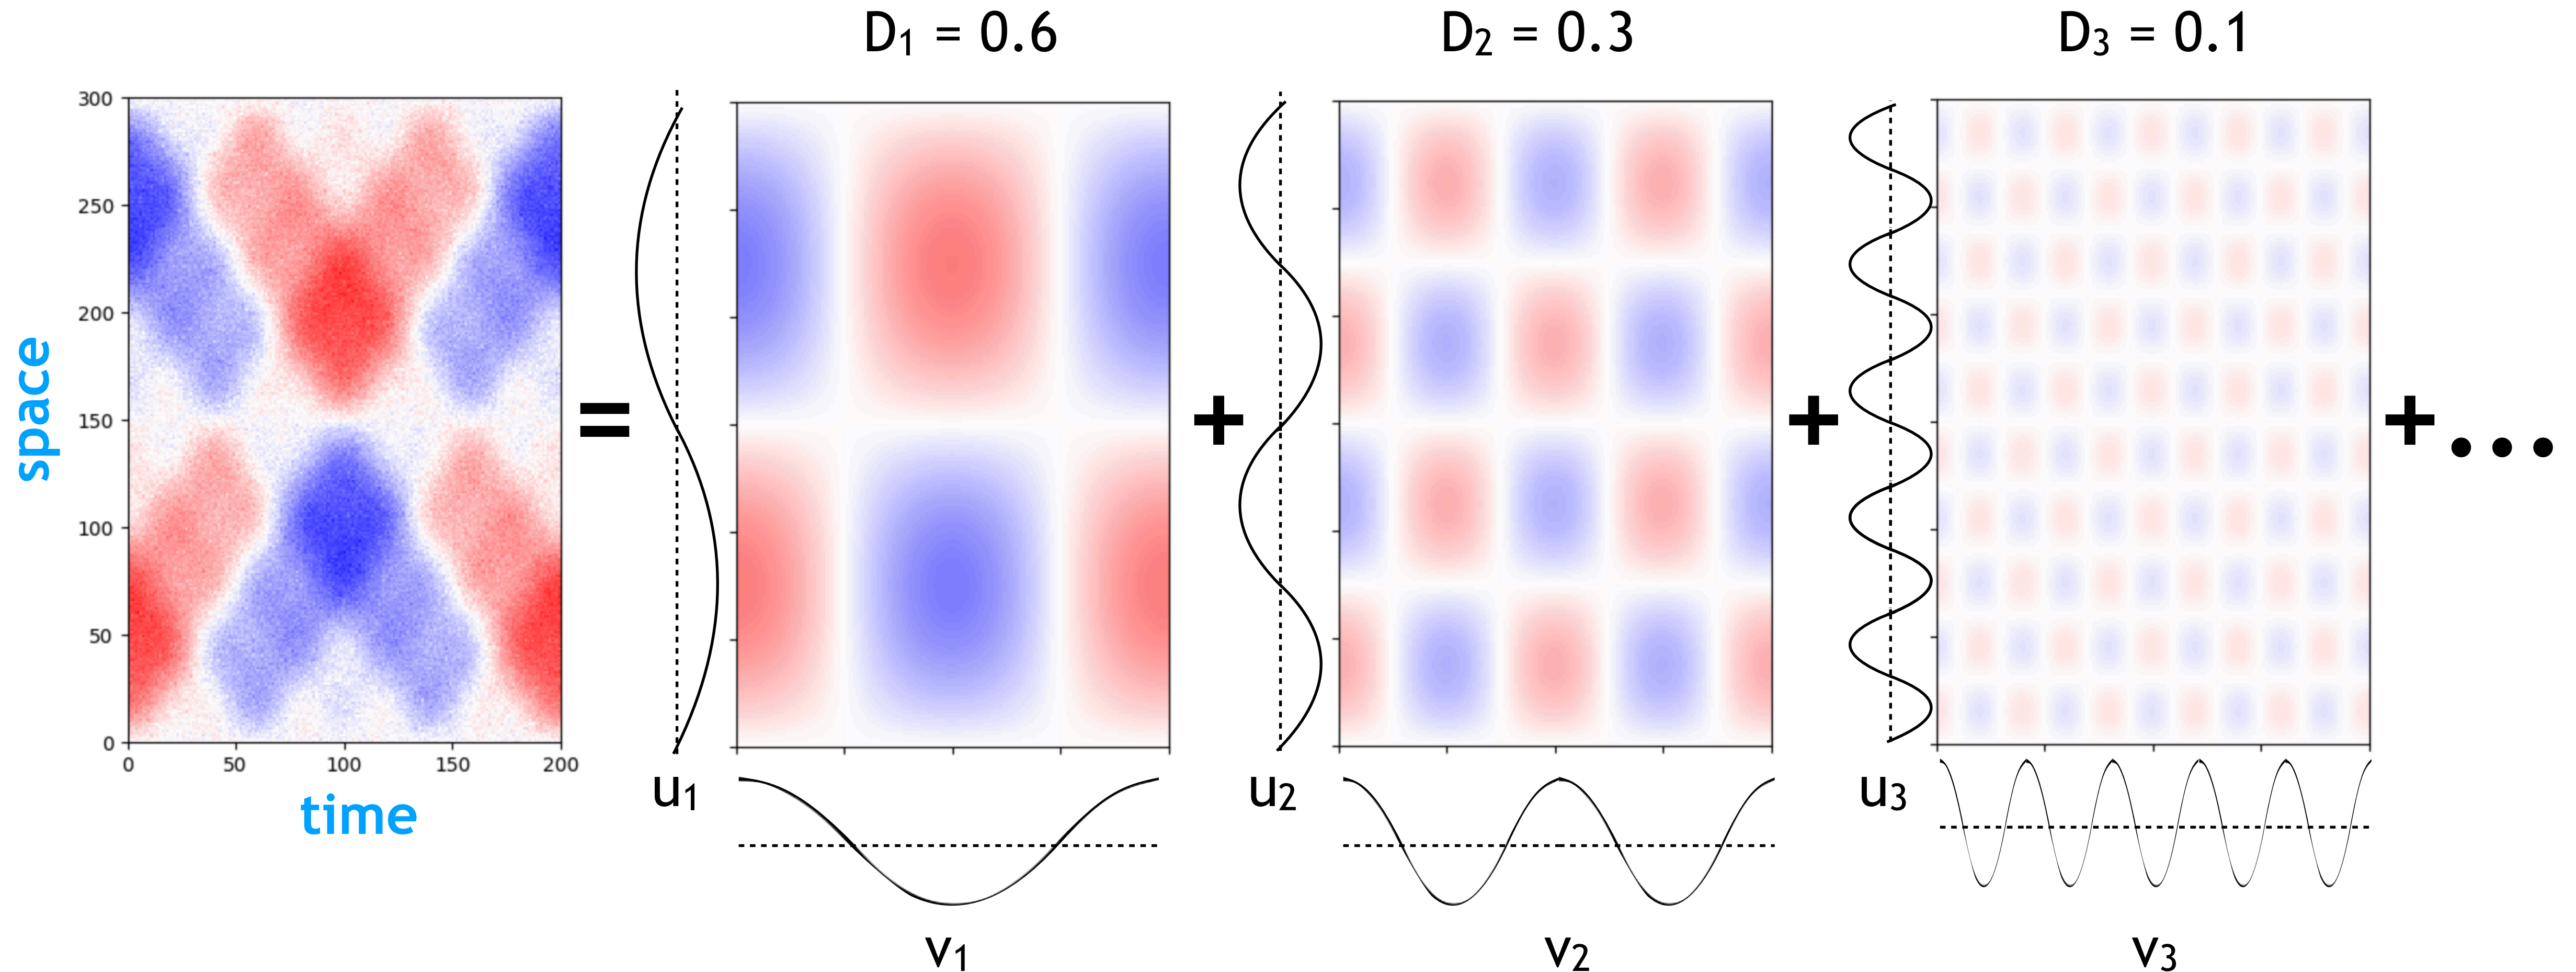 D₁ = 0.6
D₂ = 0.3
D₃ = 0.1
300
250
200
150
100
50
0
space
0 50 100 150 200
time
=
+
+
+...
u₁
u₂
u₃
v₁
v₂
v₃